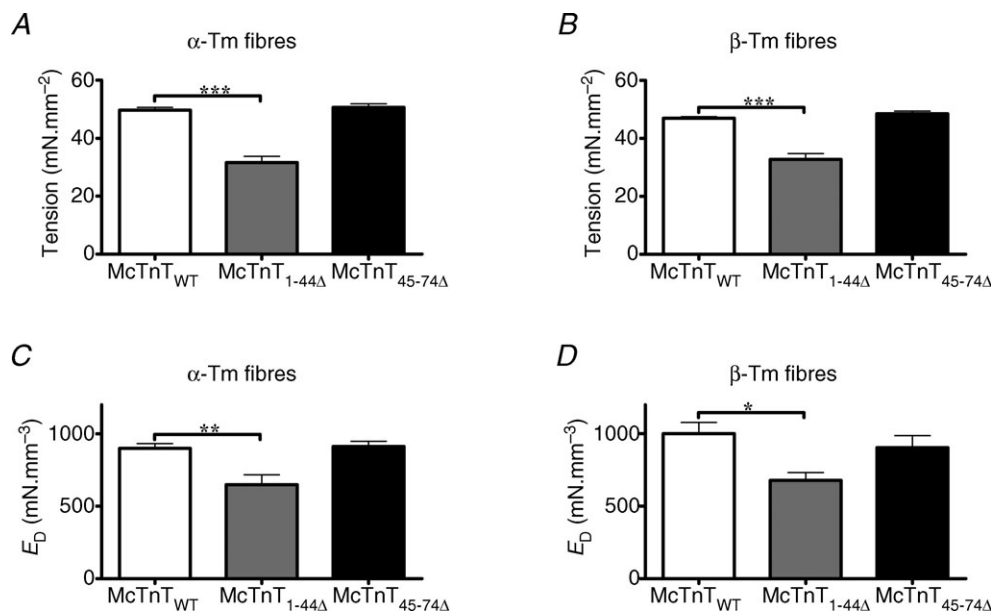 A
α-Tm fibres
Tension (mN.mm⁻²)
60
40
20
0
***
McTnT_WT McTnT_1-44Δ McTnT_45-74Δ
B
β-Tm fibres
Tension (mN.mm⁻²)
60
40
20
0
***
McTnT_WT McTnT_1-44Δ McTnT_45-74Δ
C
α-Tm fibres
E_D (mN.mm⁻³)
1000
500
0
**
McTnT_WT McTnT_1-44Δ McTnT_45-74Δ
D
β-Tm fibres
E_D (mN.mm⁻³)
1000
500
0
*
McTnT_WT McTnT_1-44Δ McTnT_45-74Δ